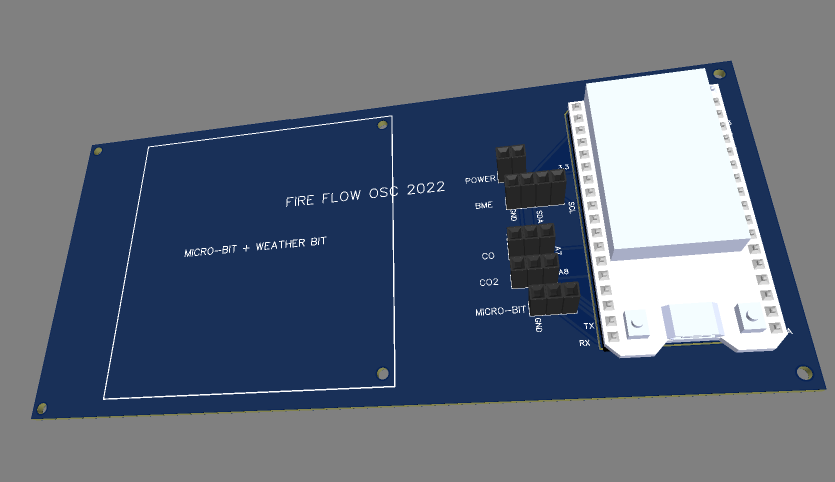 3.3
POWER
FIRE FLOW OSC 2022
BME
GND
SDA
SCL
MICRO-BIT + WEATHER BIT
CO
A7
CO2
A8
MICRO-BIT
GND
TX
RX
A